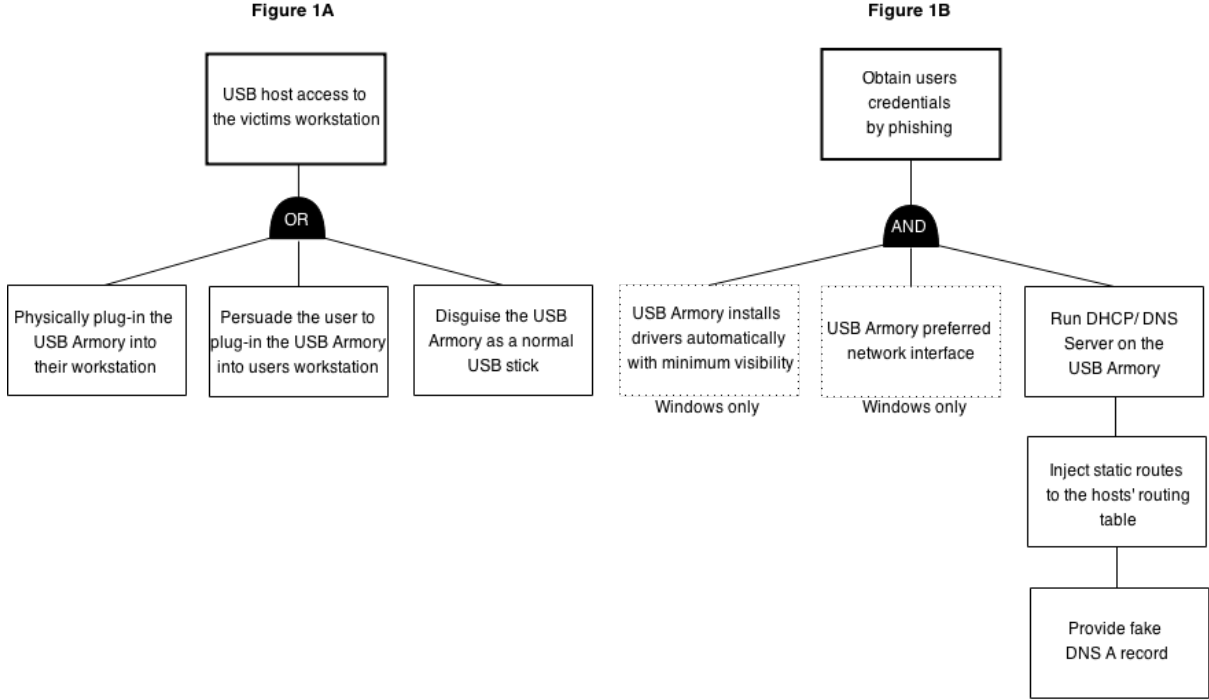 Figure 1A
USB host access to
the victims workstation
OR
Physically plug-in the
USB Armory into
their workstation
Persuade the user to
plug-in the USB Armory
into users workstation
Disguise the USB
Armory as a normal
USB stick
Figure 1B
Obtain users
credentials
by phishing
AND
USB Armory installs
drivers automatically
with minimum visibility
Windows only
USB Armory preferred
network interface
Windows only
Run DHCP/ DNS
Server on the
USB Armory
Inject static routes
to the hosts' routing
table
Provide fake
DNS A record